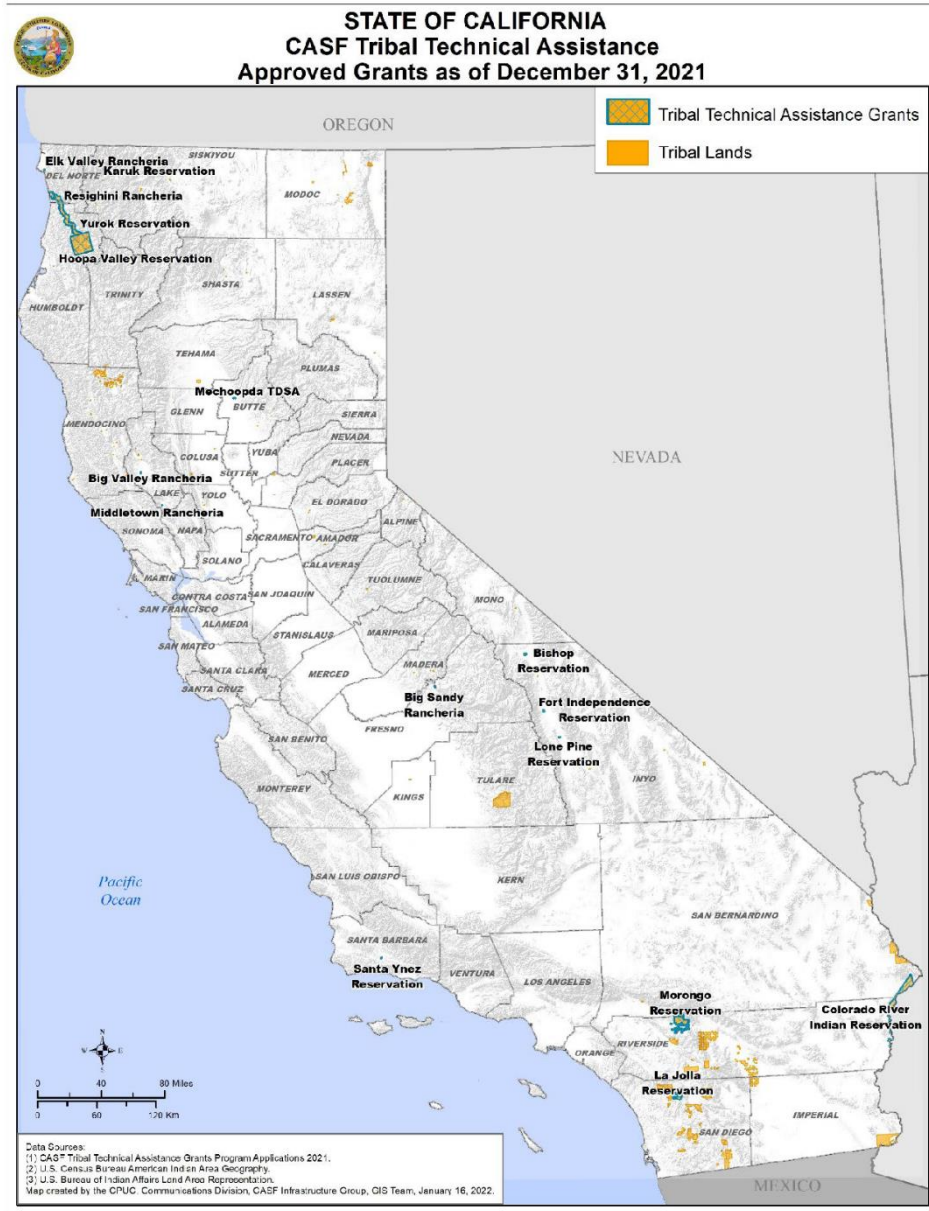 STATE OF CALIFORNIA
CASF Tribal Technical Assistance
Approved Grants as of December 31, 2021
Tribal Technical Assistance Grants
Tribal Lands
OREGON
SISKIYOU
Elk Valley Rancheria
DEL NORTE
Karuk Reservation
MODOC
Resighini Rancheria
Yurok Reservation
Hoopa Valley Reservation
SHASTA
TRINITY
LASSEN
HUMBOLDT
TEHAMA
PLUMAS
Mechoopda TDSA
BUTTE
GLENN
SIERRA
MENDOCINO
NEVADA
COLUSA
YUBA
PLACER
NEVADA
SUTTER
Big Valley Rancheria
LAKE
YOLO
EL DORADO
Middletown Rancheria
ALPINE
SONOMA
NAPA
SACRAMENTO
AMADOR
SOLANO
CALAVERAS
MARIN
TUOLUMNE
CONTRA COSTA
SAN JOAQUIN
MONO
SAN FRANCISCO
ALAMEDA
STANISLAUS
MARIPOSA
SAN MATEO
Bishop
Reservation
SANTA CLARA
MERCED
MADERA
SANTA CRUZ
Big Sandy
Rancheria
Fort Independence
Reservation
FRESNO
SAN BENITO
Lone Pine
Reservation
TULARE
INYO
MONTEREY
KINGS
Pacific
Ocean
SAN LUIS OBISPO
KERN
SAN BERNARDINO
SANTA BARBARA
Santa Ynez
Reservation
VENTURA
LOS ANGELES
Morongo
Reservation
Colorado River
Indian Reservation
RIVERSIDE
ORANGE
La Jolla
Reservation
IMPERIAL
SAN DIEGO
MEXICO
N
W
E
S
0 40 80 Miles
0 60 120 Km
Data Sources:
(1) CASF Tribal Technical Assistance Grants Program Applications 2021.
(2) U.S. Census Bureau American Indian Area Geography.
(3) U.S. Bureau of Indian Affairs Land Area Representation.
Map created by the CPUC, Communications Division, CASF Infrastructure Group, GIS Team, January 16, 2022.